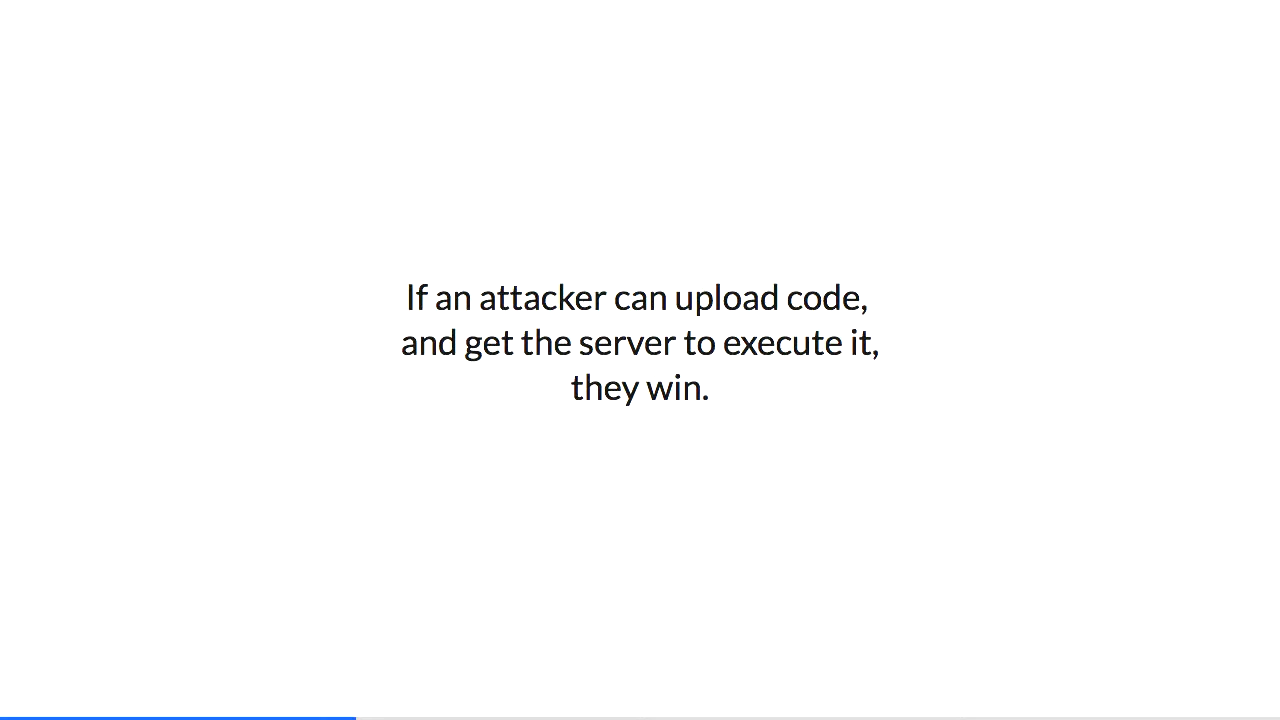 If an attacker can upload code,
and get the server to execute it,
they win.